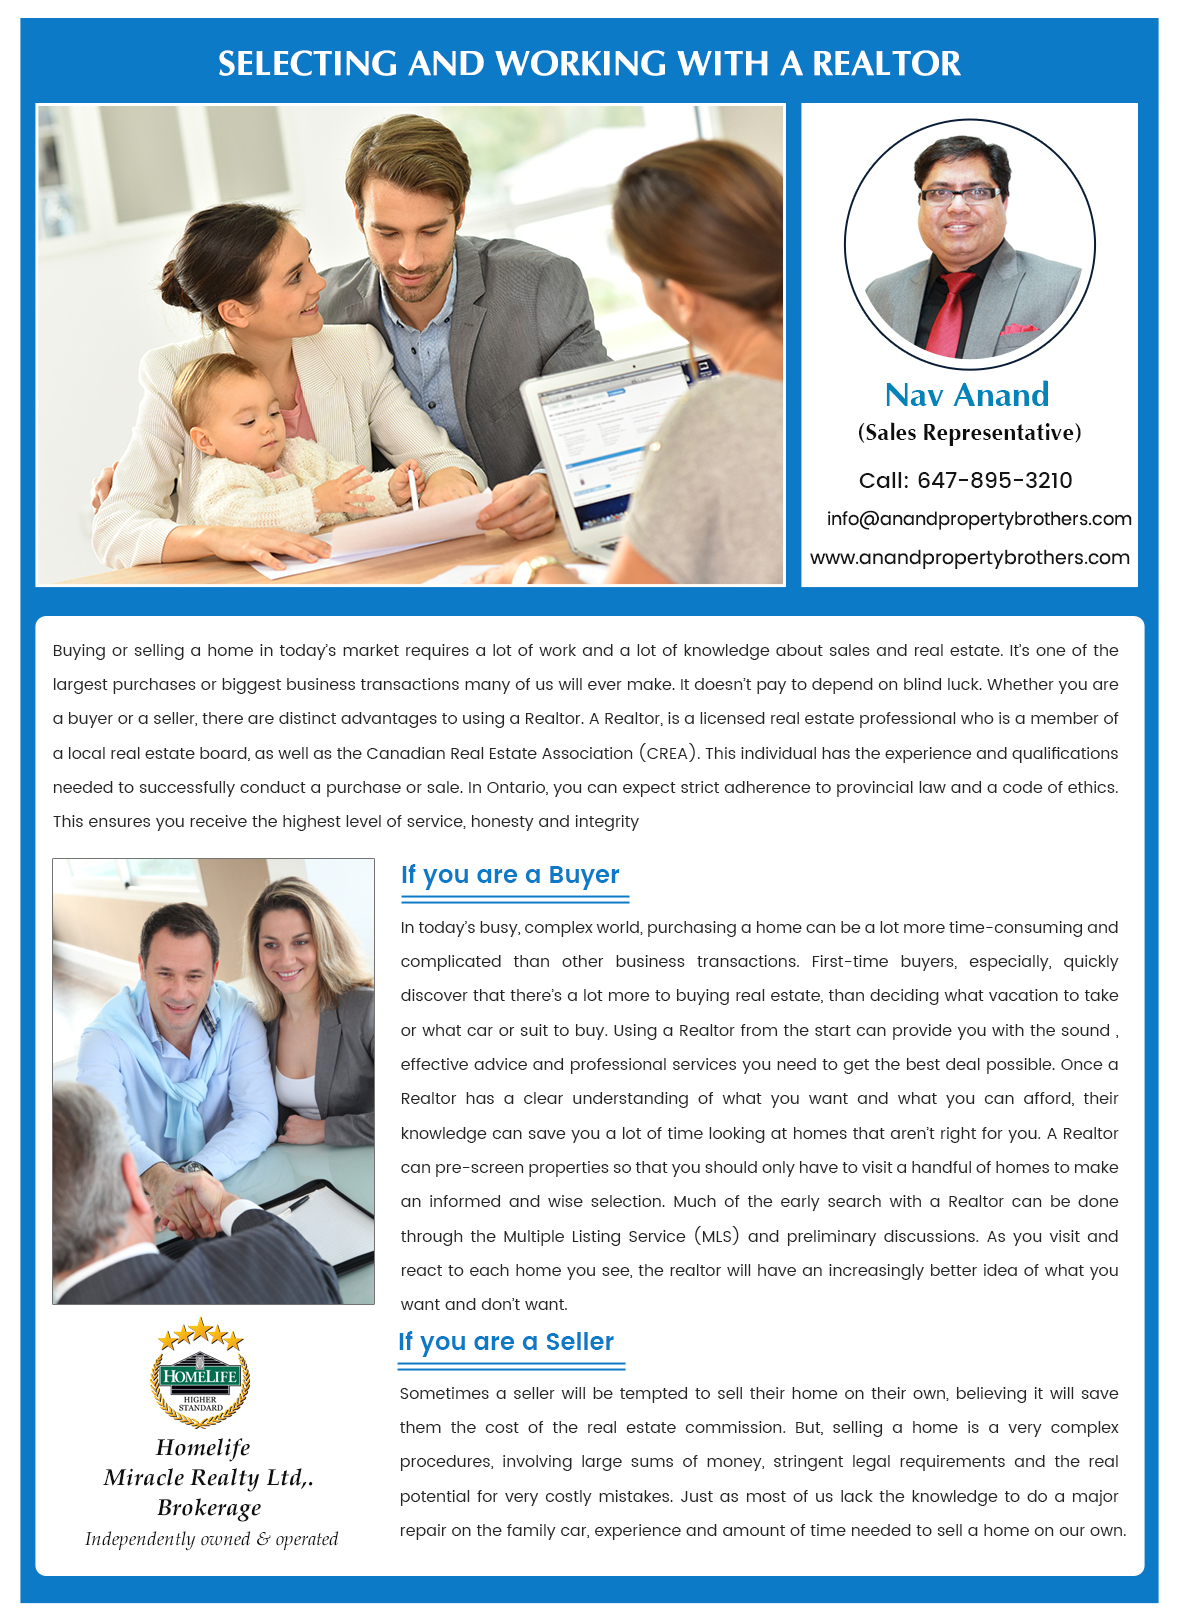 SELECTING AND WORKING WITH A REALTOR
Nav Anand
(Sales Representative)
Call: 647-895-3210
info@anandpropertybrothers.com
www.anandpropertybrothers.com
Buying or selling a home in today's market requires a lot of work and a lot of knowledge about sales and real estate. It's one of the
largest purchases or biggest business transactions many of us will ever make. It doesn't pay to depend on blind luck. Whether you are
a buyer or a seller, there are distinct advantages to using a Realtor. A Realtor, is a licensed real estate professional who is a member of
a local real estate board, as well as the Canadian Real Estate Association (CREA). This individual has the experience and qualifications
needed to successfully conduct a purchase or sale. In Ontario, you can expect strict adherence to provincial law and a code of ethics.
This ensures you receive the highest level of service, honesty and integrity
If you are a Buyer
In today's busy, complex world, purchasing a home can be a lot more time-consuming and
complicated than other business transactions. First-time buyers, especially, quickly
discover that there's a lot more to buying real estate, than deciding what vacation to take
or what car or suit to buy. Using a Realtor from the start can provide you with the sound ,
effective advice and professional services you need to get the best deal possible. Once a
Realtor has a clear understanding of what you want and what you can afford, their
knowledge can save you a lot of time looking at homes that aren't right for you. A Realtor
can pre-screen properties so that you should only have to visit a handful of homes to make
an informed and wise selection. Much of the early search with a Realtor can be done
through the Multiple Listing Service (MLS) and preliminary discussions. As you visit and
react to each home you see, the realtor will have an increasingly better idea of what you
want and don't want.
If you are a Seller
Sometimes a seller will be tempted to sell their home on their own, believing it will save
them the cost of the real estate commission. But, selling a home is a very complex
procedures, involving large sums of money, stringent legal requirements and the real
potential for very costly mistakes. Just as most of us lack the knowledge to do a major
repair on the family car, experience and amount of time needed to sell a home on our own.
HOMELIFE
HIGHER
STANDARD
Homelife
Miracle Realty Ltd,.
Brokerage
Independently owned & operated